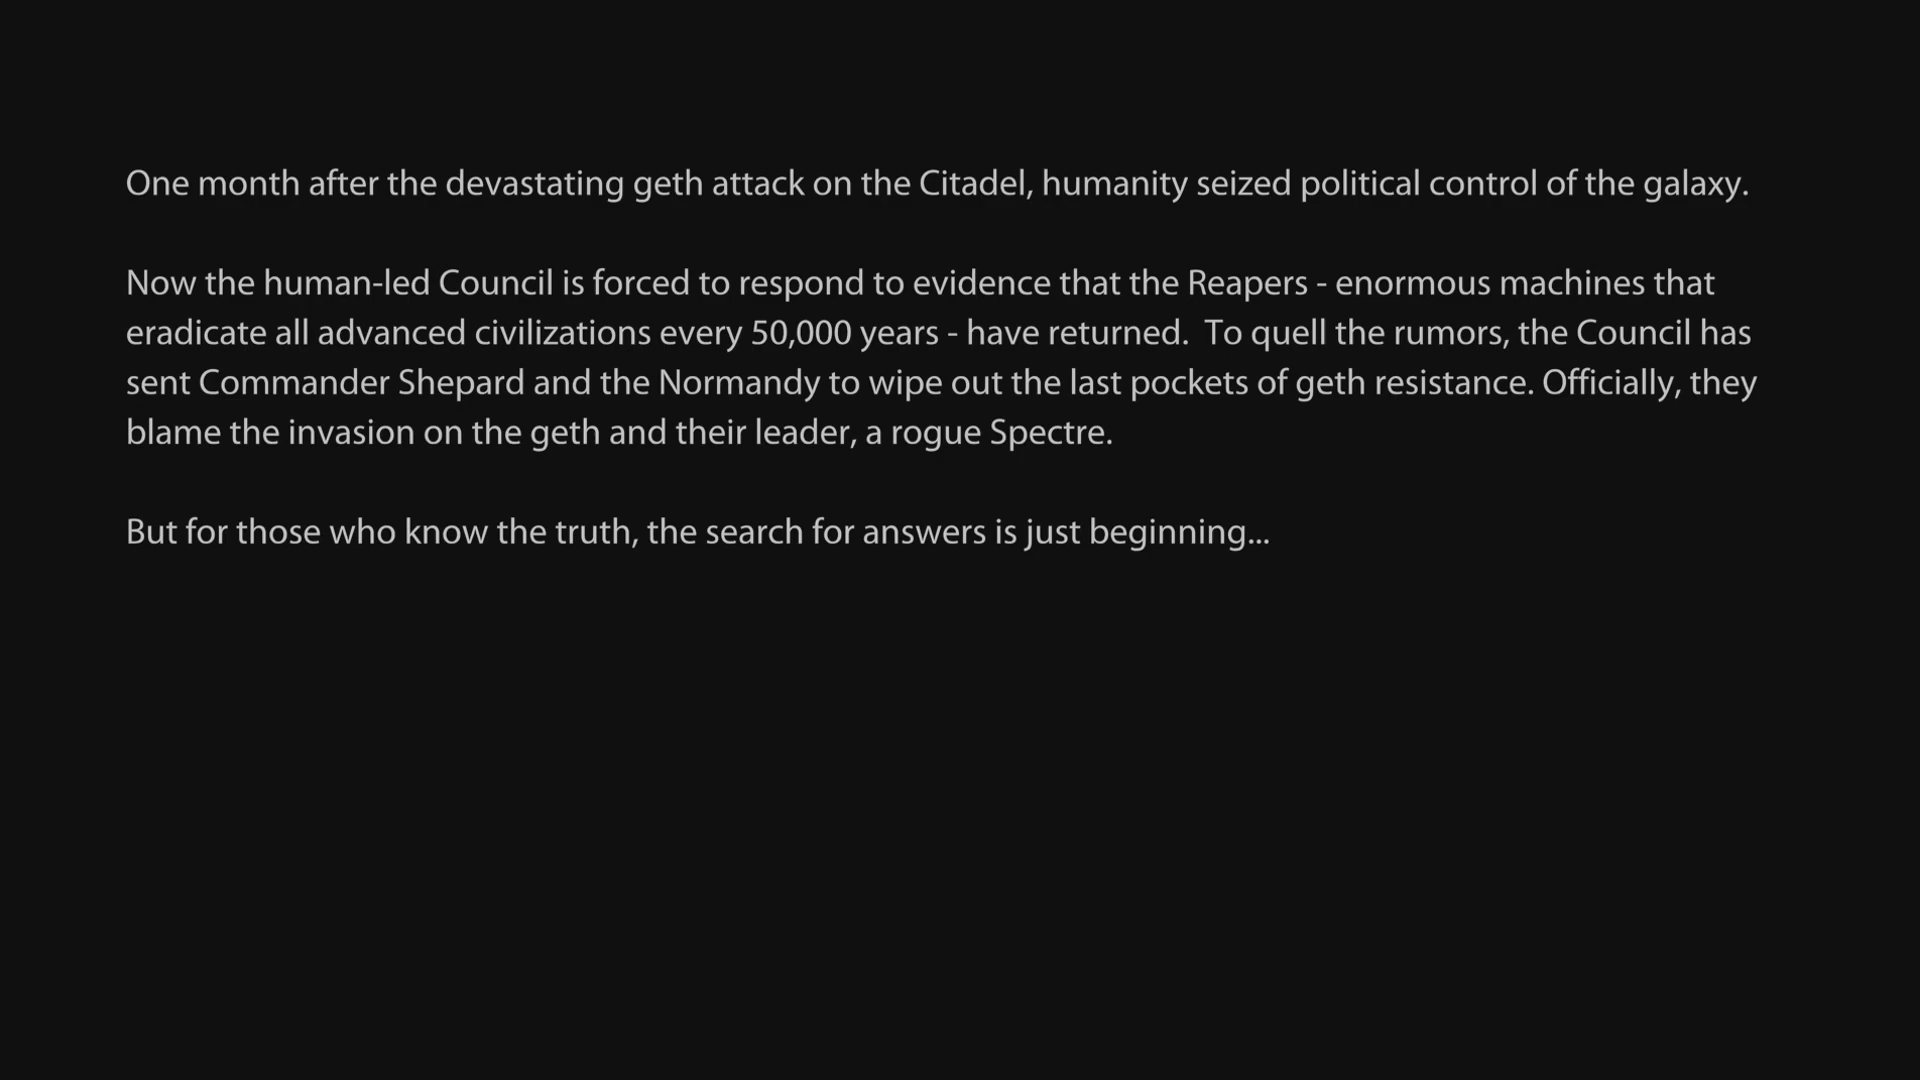 One month after the devastating geth attack on the Citadel, humanity seized political control of the galaxy.
Now the human-led Council is forced to respond to evidence that the Reapers - enormous machines that
eradicate all advanced civilizations every 50,000 years - have returned.  To quell the rumors, the Council has
sent Commander Shepard and the Normandy to wipe out the last pockets of geth resistance. Officially, they
blame the invasion on the geth and their leader, a rogue Spectre.
But for those who know the truth, the search for answers is just beginning...